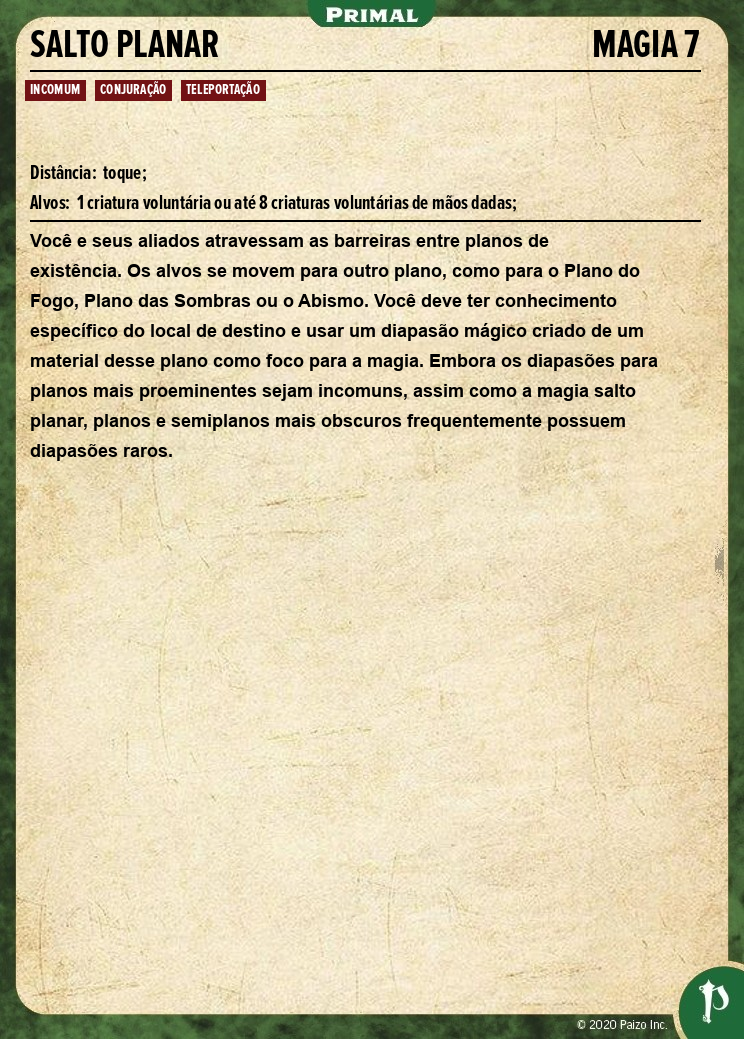 PRIMAL
SALTO PLANAR MAGIA 7
INCOMUM CONJURAÇÃO TELEPORTAÇÃO
Distância: toque;
Alvos: 1 criatura voluntária ou até 8 criaturas voluntárias de mãos dadas;
Você e seus aliados atravessam as barreiras entre planos de
existência. Os alvos se movem para outro plano, como para o Plano do
Fogo, Plano das Sombras ou o Abismo. Você deve ter conhecimento
específico do local de destino e usar um diapasão mágico criado de um
material desse plano como foco para a magia. Embora os diapasões para
planos mais proeminentes sejam incomuns, assim como a magia salto
planar, planos e semiplanos mais obscuros frequentemente possuem
diapasões raros.
© 2020 Paizo Inc.
P